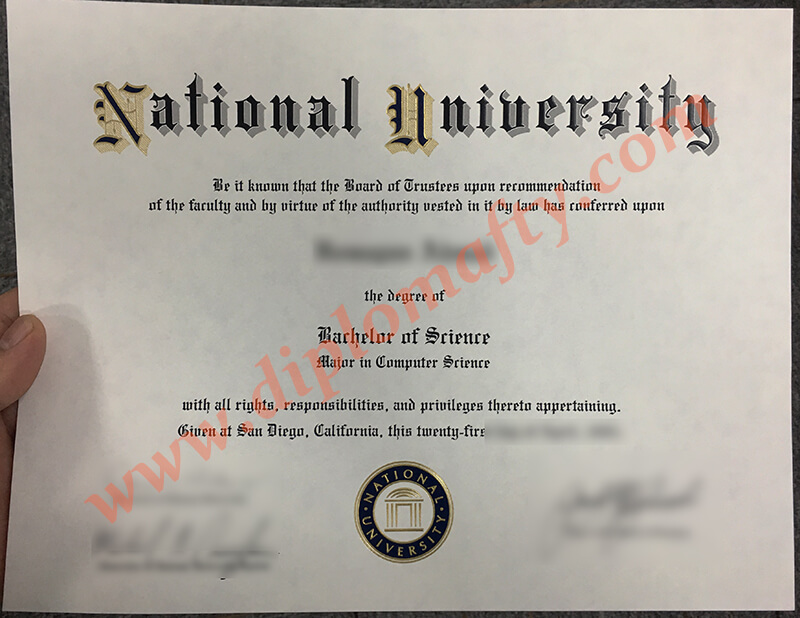 National University
Be it known that the Board of Trustees upon recommendation
of the faculty and by virtue of the authority vested in it by law has conferred upon
the degree of
Bachelor of Science
Major in Computer Science
with all rights, responsibilities, and privileges thereto appertaining.
Given at San Diego, California, this twenty-firs
NATIONAL
UNIVERSITY
www.diplomafty.com